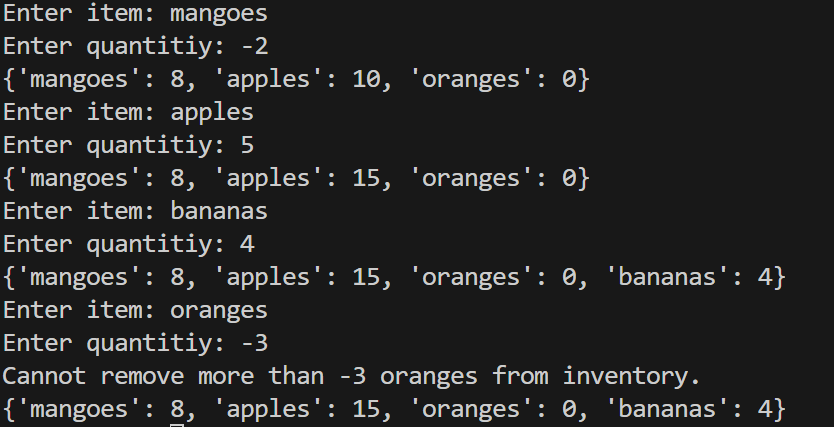 Enter item: mangoes
Enter quantitiy: -2
{'mangoes': 8, 'apples': 10, 'oranges': 0}
Enter item: apples
Enter quantitiy: 5
{'mangoes': 8, 'apples': 15, 'oranges': 0}
Enter item: bananas
Enter quantitiy: 4
{'mangoes': 8, 'apples': 15, 'oranges': 0, 'bananas': 4}
Enter item: oranges
Enter quantitiy: -3
Cannot remove more than -3 oranges from inventory.
{'mangoes': 8, 'apples': 15, 'oranges': 0, 'bananas': 4}